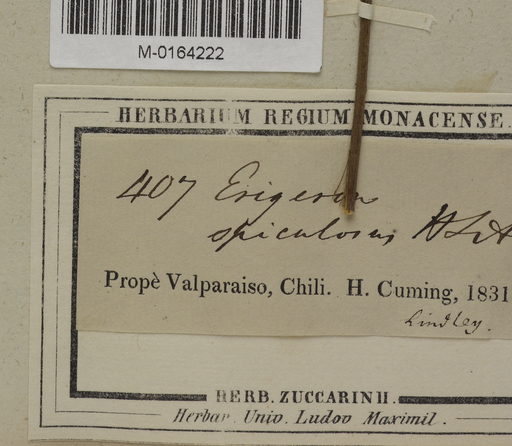 M-0164222
HERBARIUM REGIUM MONACENSE.
407 Erigeron
spiculosus H & A
Propè Valparaiso, Chili. H. Cuming, 1831
Lindley.
HERB. ZUCCARINII.
Herbar. Univ. Ludov Maximil.